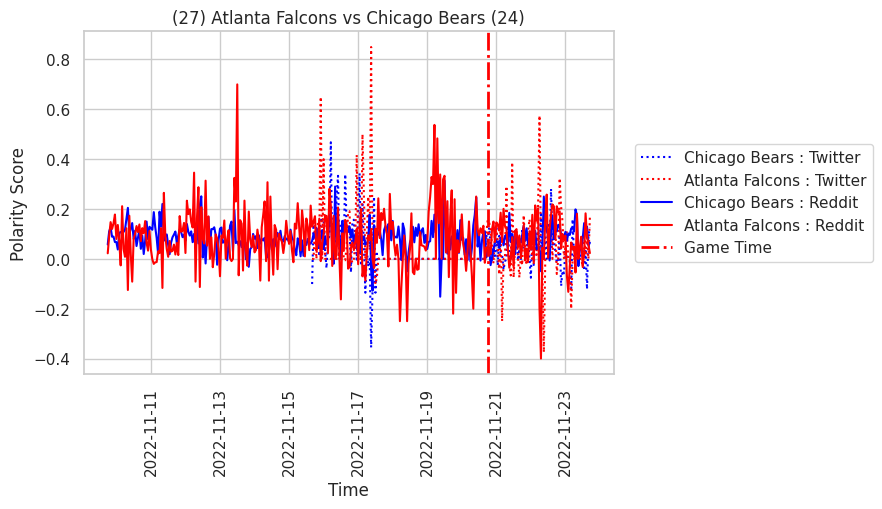 (27) Atlanta Falcons vs Chicago Bears (24)
Polarity Score
0.8
0.6
0.4
0.2
0.0
−0.2
−0.4
2022-11-11
2022-11-13
2022-11-15
2022-11-17
2022-11-19
2022-11-21
2022-11-23
Time
Chicago Bears : Twitter
Atlanta Falcons : Twitter
Chicago Bears : Reddit
Atlanta Falcons : Reddit
Game Time